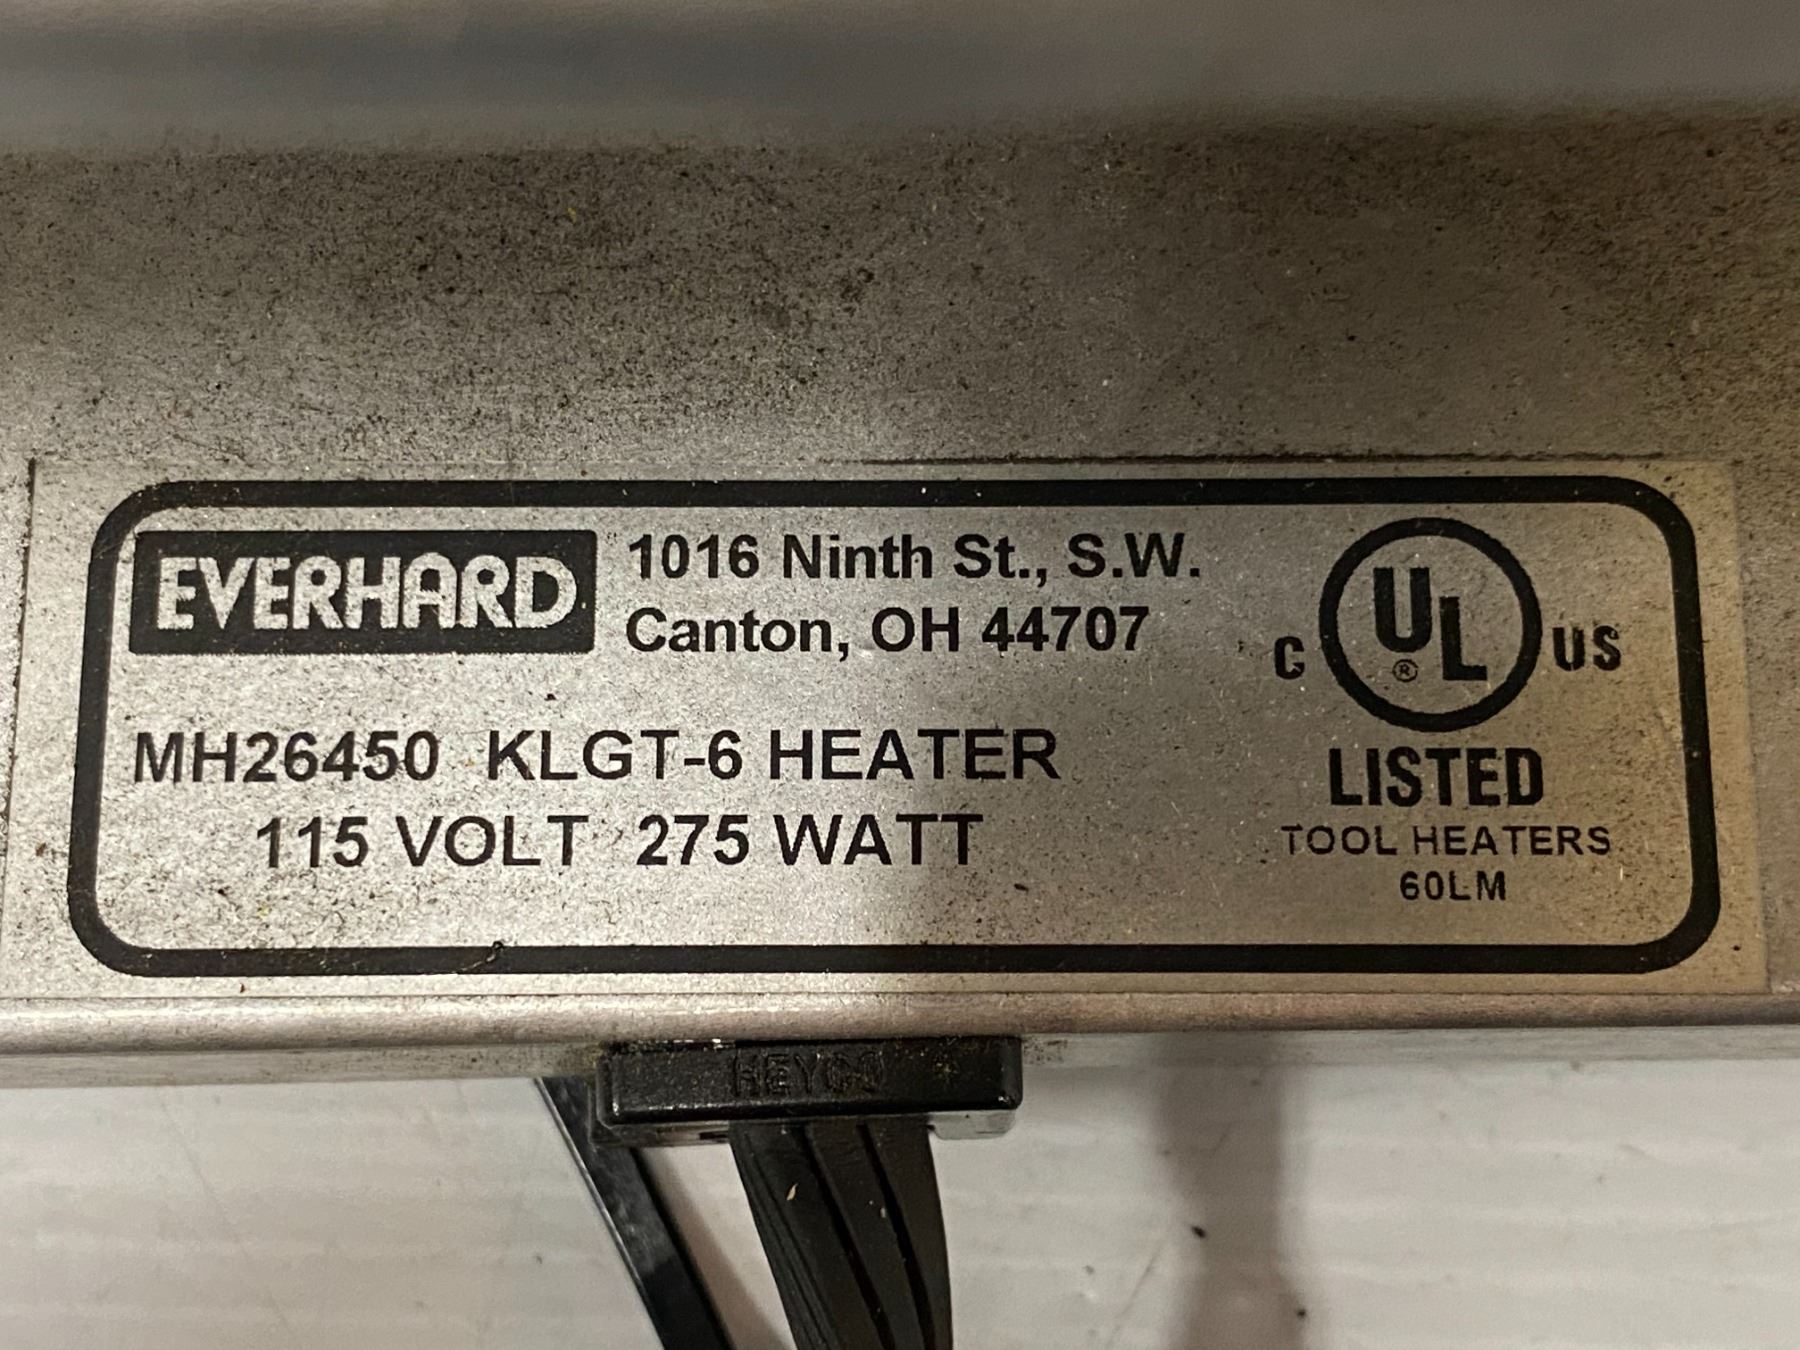 EVERHARD
1016 Ninth St., S.W.
Canton, OH 44707
MH26450 KLGT-6 HEATER
115 VOLT 275 WATT
C UL ® US
LISTED
TOOL HEATERS
60LM
HEYCO